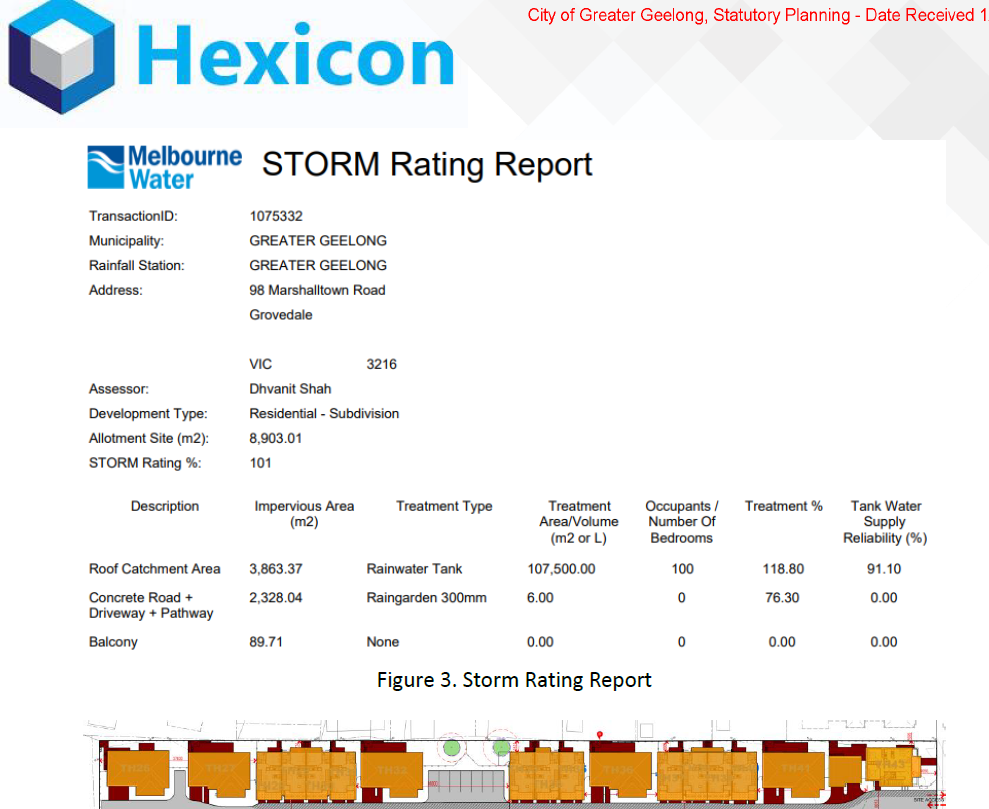 City of Greater Geelong, Statutory Planning - Date Received 1
Hexicon
Melbourne Water
STORM Rating Report
TransactionID: 1075332
Municipality: GREATER GEELONG
Rainfall Station: GREATER GEELONG
Address: 98 Marshalltown Road
Grovedale
VIC 3216
Assessor: Dhvanit Shah
Development Type: Residential - Subdivision
Allotment Site (m2): 8,903.01
STORM Rating %: 101
Description Impervious Area (m2) Treatment Type Treatment Area/Volume (m2 or L) Occupants / Number Of Bedrooms Treatment % Tank Water Supply Reliability (%)
Roof Catchment Area 3,863.37 Rainwater Tank 107,500.00 100 118.80 91.10
Concrete Road + Driveway + Pathway 2,328.04 Raingarden 300mm 6.00 0 76.30 0.00
Balcony 89.71 None 0.00 0 0.00 0.00
Figure 3. Storm Rating Report
SITE ACCESS